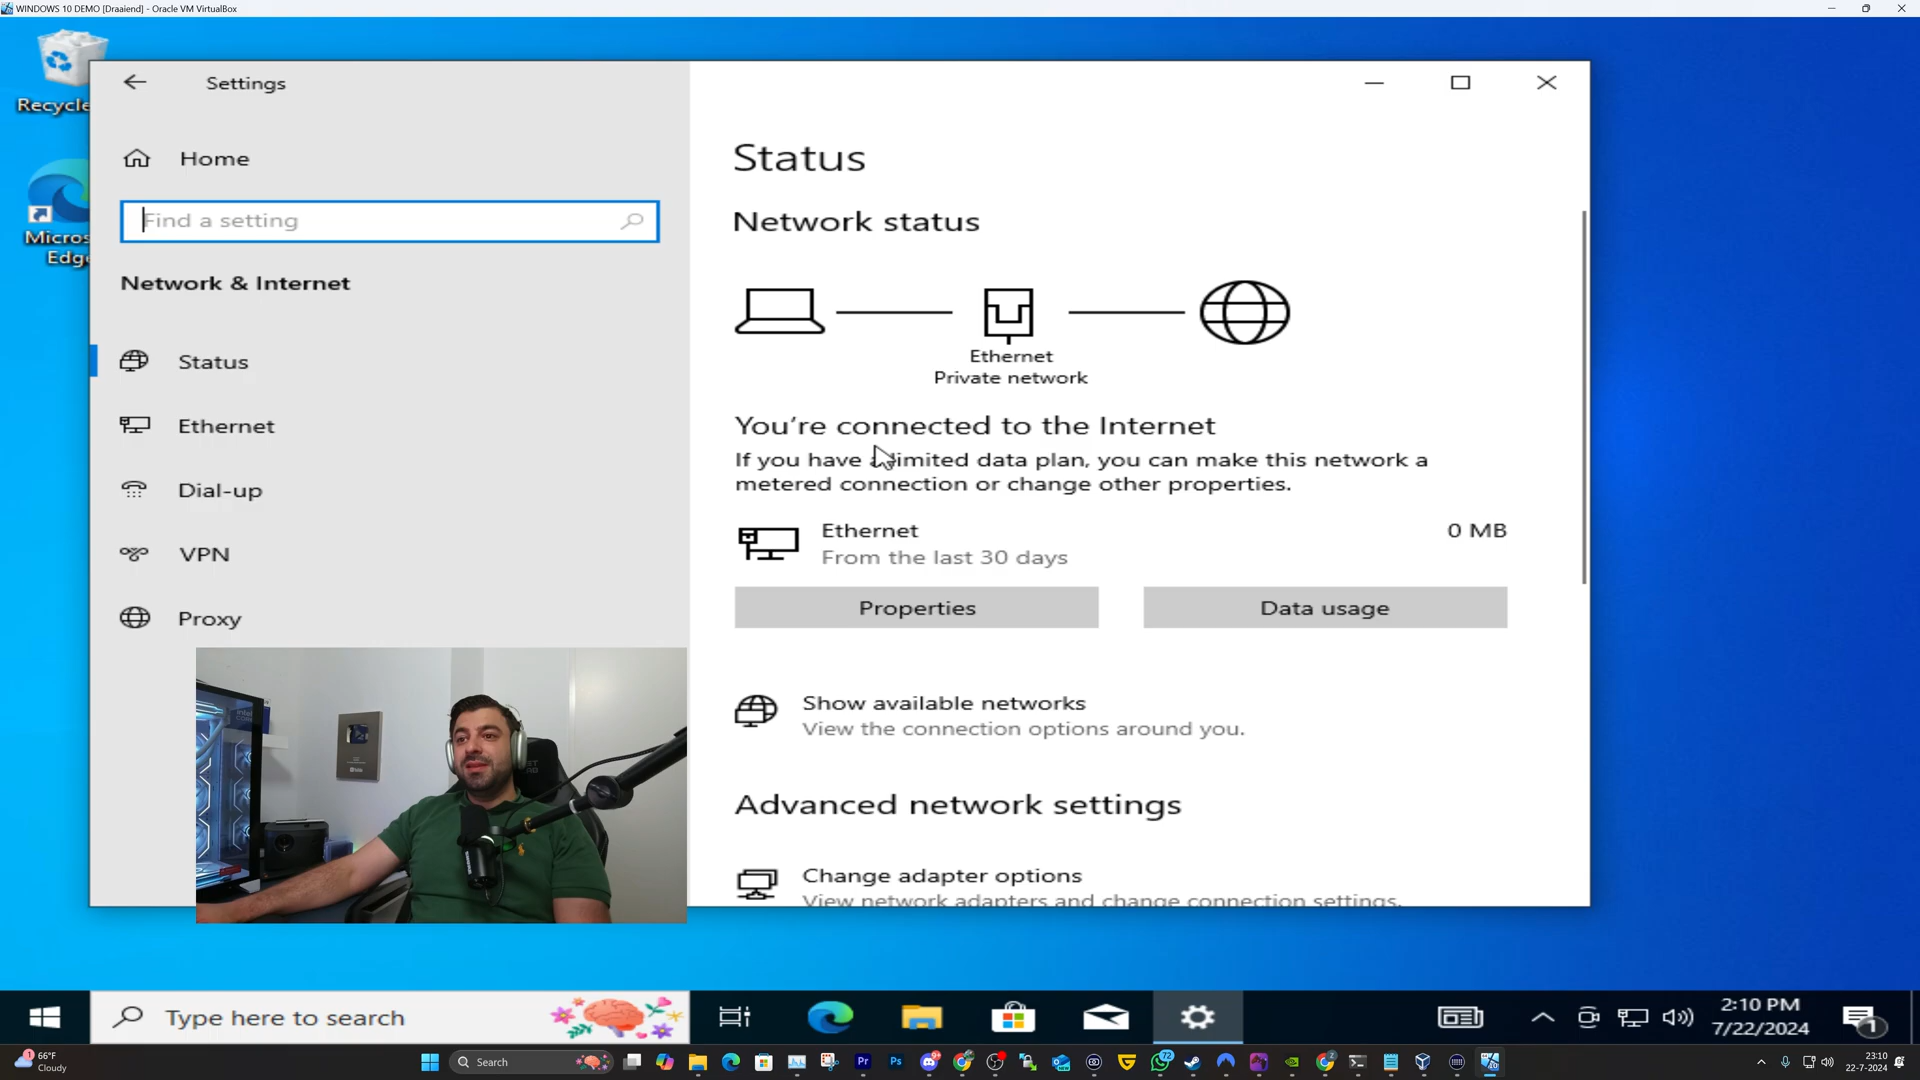 WINDOWS 10 DEMO [Draaiend] - Oracle VM VirtualBox
Recycle
Micros
Edg
Settings
Home
Find a setting
Network & Internet
Status
Ethernet
Dial-up
VPN
Proxy
Status
Network status
Ethernet
Private network
You're connected to the Internet
If you have a limited data plan, you can make this network a
metered connection or change other properties.
Ethernet
0 MB
From the last 30 days
Properties
Data usage
Show available networks
View the connection options around you.
Advanced network settings
Change adapter options
View network adapters and change connection settings.
Type here to search
2:10 PM
7/22/2024
1
1
66°F
Cloudy
Search
72
23:10
22-7-2024